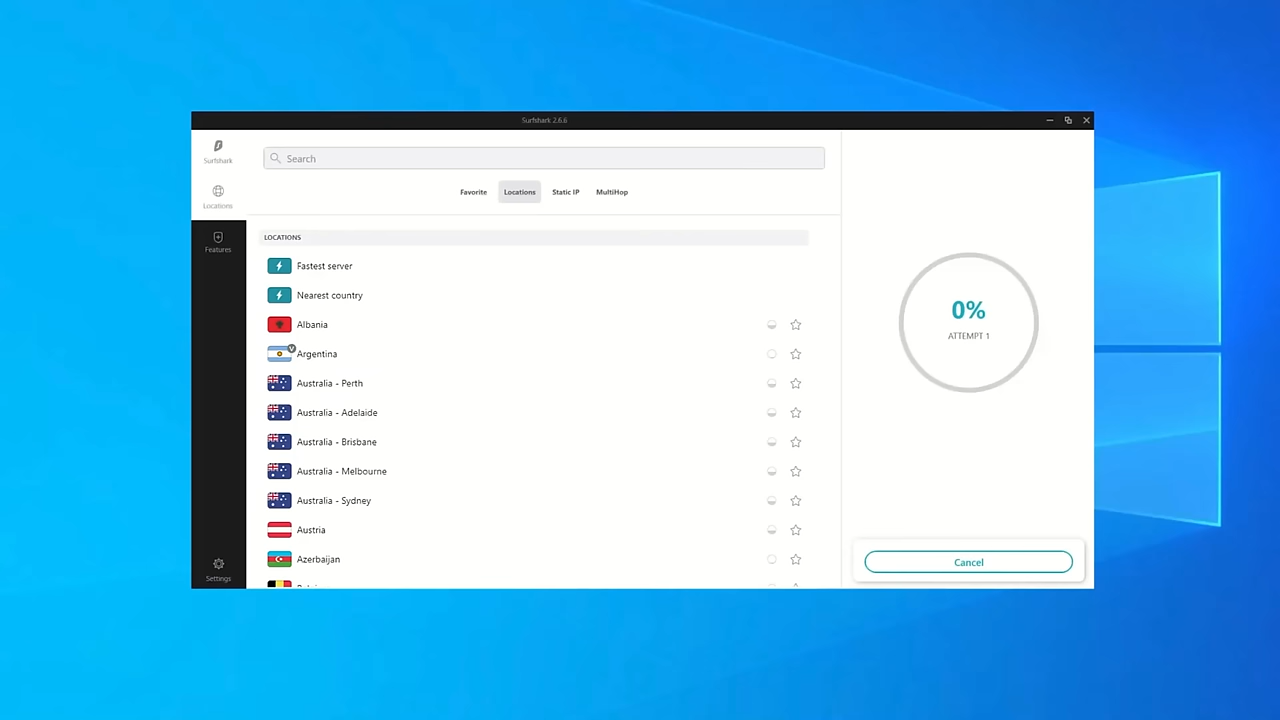 Surfshark 2.6.6
Surfshark
Locations
Features
Settings
Search
Favorite
Locations
Static IP
MultiHop
LOCATIONS
Fastest server
Nearest country
Albania
V
Argentina
Australia - Perth
Australia - Adelaide
Australia - Brisbane
Australia - Melbourne
Australia - Sydney
Austria
Azerbaijan
0%
ATTEMPT 1
Cancel